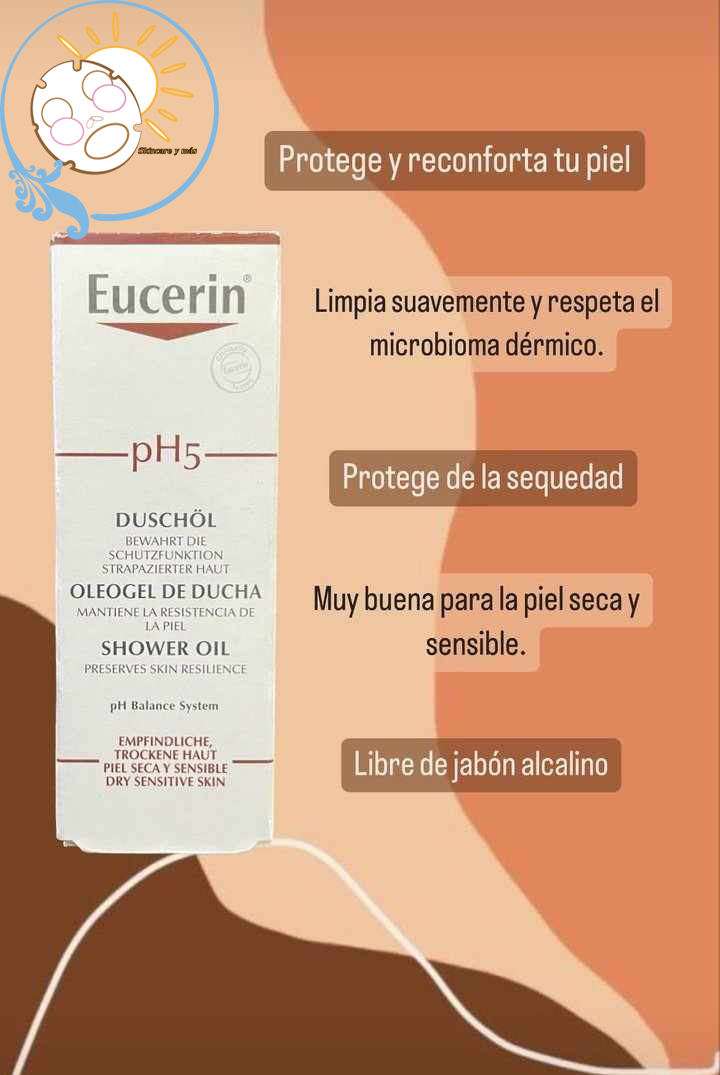 Skincare y más
Protege y reconforta tu piel
Eucerin®
Limpia suavemente y respeta el
microbioma dérmico.
Eucerin
pH5
Protege de la sequedad
DUSCHÖL
BEWAHRT DIE
SCHUTZFUNKTION
STRAPAZIERTER HAUT
OLEOGEL DE DUCHA
MANTIENE LA RESISTENCIA DE
LA PIEL
SHOWER OIL
PRESERVES SKIN RESILIENCE
Muy buena para la piel seca y
sensible.
pH Balance System
EMPFINDLICHE,
TROCKENE HAUT
PIEL SECA Y SENSIBLE
DRY SENSITIVE SKIN
Libre de jabón alcalino